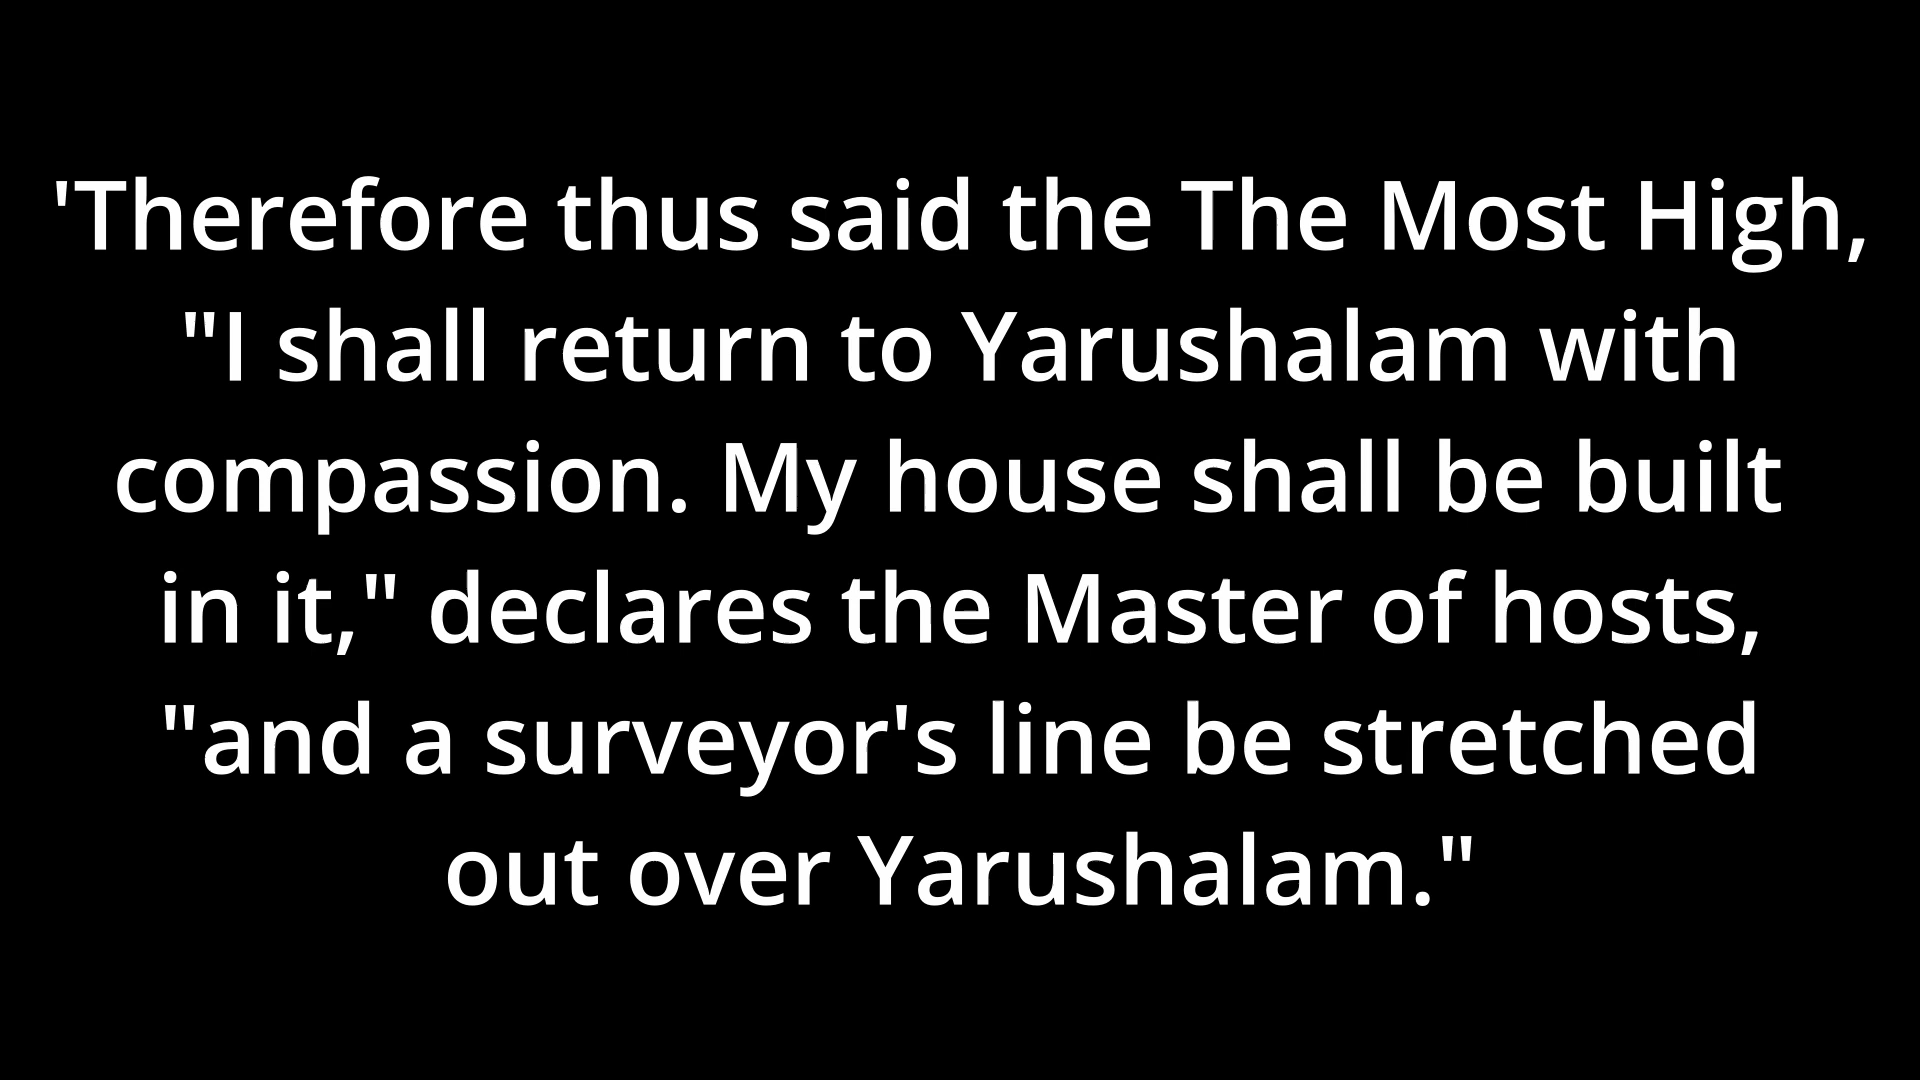 'Therefore thus said the The Most High,
"I shall return to Yarushalam with
compassion. My house shall be built
in it," declares the Master of hosts,
"and a surveyor's line be stretched
out over Yarushalam."